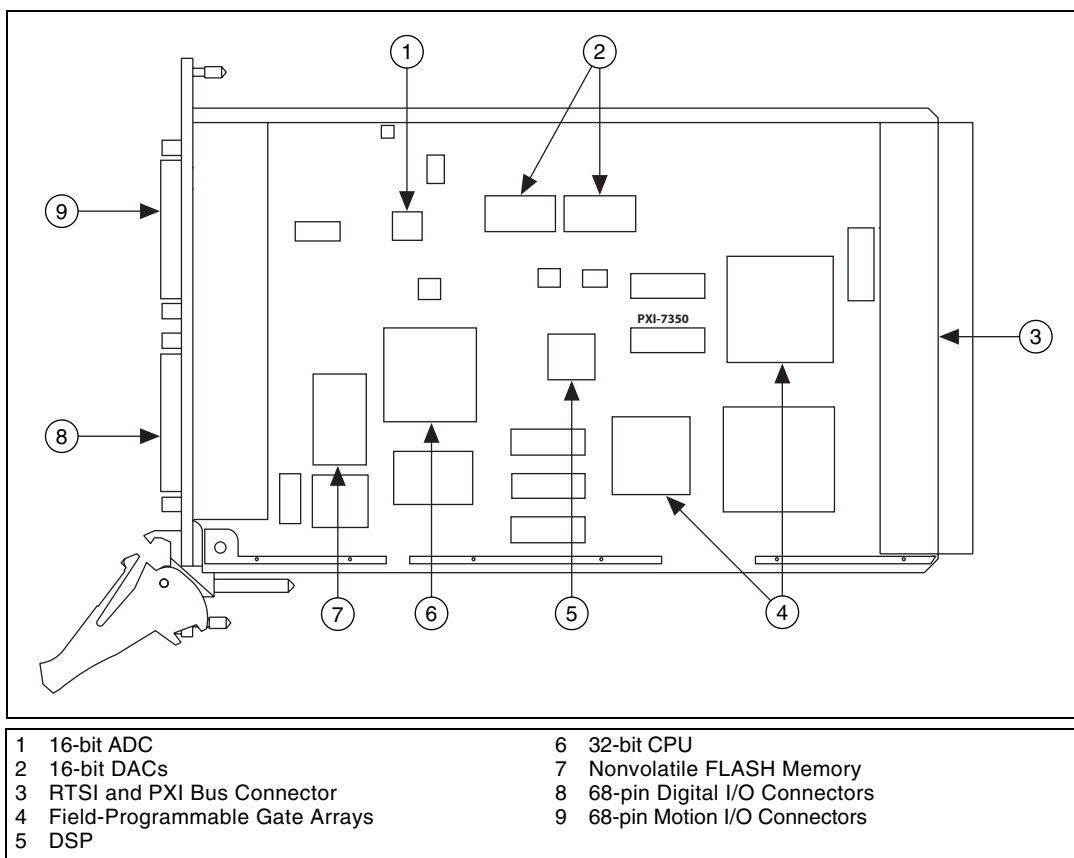 1
2
9
PXI-7350
3
8
7
6
5
4
1 16-bit ADC
2 16-bit DACs
3 RTSI and PXI Bus Connector
4 Field-Programmable Gate Arrays
5 DSP
6 32-bit CPU
7 Nonvolatile FLASH Memory
8 68-pin Digital I/O Connectors
9 68-pin Motion I/O Connectors